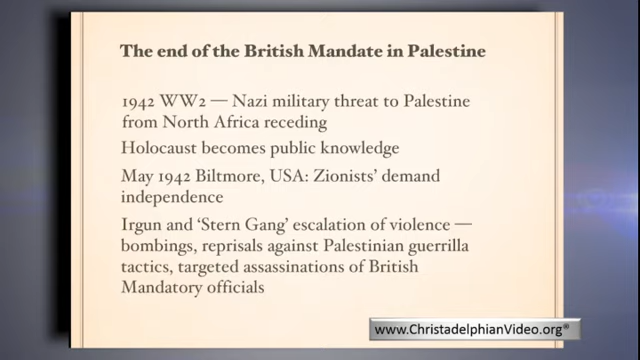 The end of the British Mandate in Palestine
1942 WW2 — Nazi military threat to Palestine
from North Africa receding
Holocaust becomes public knowledge
May 1942 Biltmore, USA: Zionists' demand
independence
Irgun and ‘Stern Gang’ escalation of violence —
bombings, reprisals against Palestinian guerrilla
tactics, targeted assassinations of British
Mandatory officials
www.ChristadelphianVideo.org®